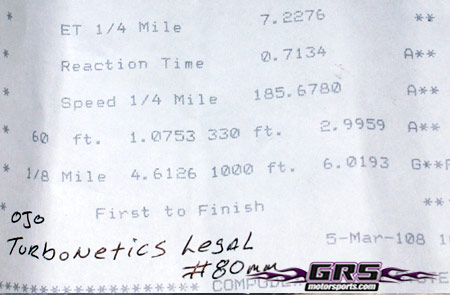 * ET 1/4 Mile 7.2276 **
* Reaction Time 0.7134 A**
* Speed 1/4 Mile 185.6780 A**
* 60 ft. 1.0753 330 ft. 2.9959 A**
* 1/8 Mile 4.6126 1000 ft. 6.0193 G**
* First to Finish **
OJO
Turbonetics Legal
#80mm
5-Mar-108
GRS
motorsports.com